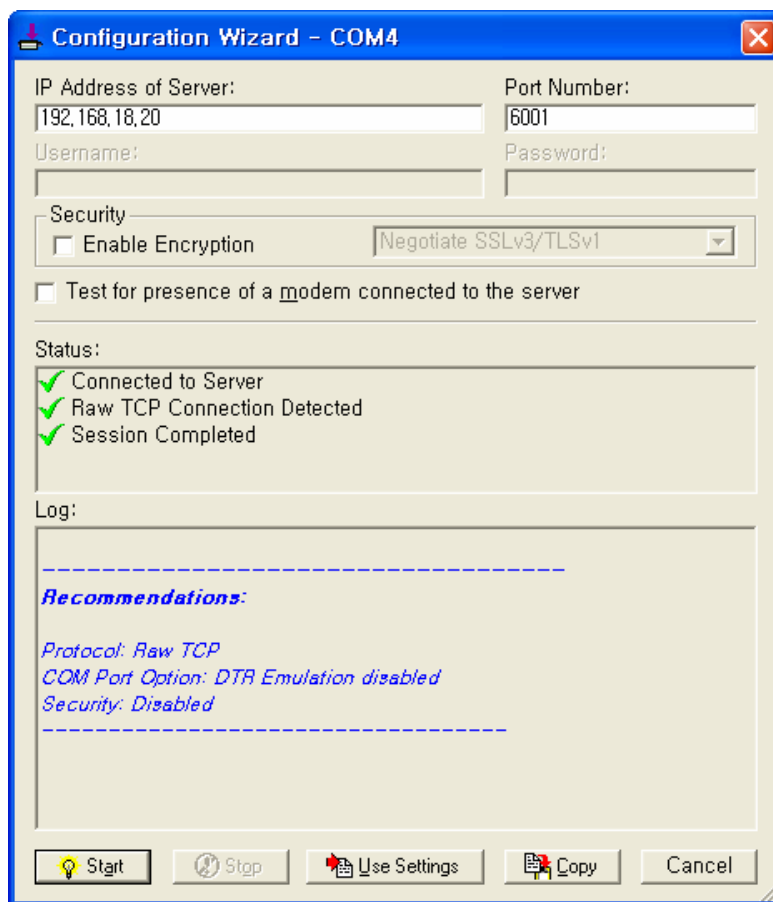 Configuration Wizard - COM4
IP Address of Server: Port Number:
192,168,18,20 6001
Username: Password:
Security
Enable Encryption Negotiate SSLv3/TLSv1
Test for presence of a modem connected to the server
Status:
Connected to Server
Raw TCP Connection Detected
Session Completed
Log:
------------------------------------
Recommendations:
Protocol: Raw TCP
COM Port Option: DTR Emulation disabled
Security: Disabled
------------------------------------
Start Stop Use Settings Copy Cancel